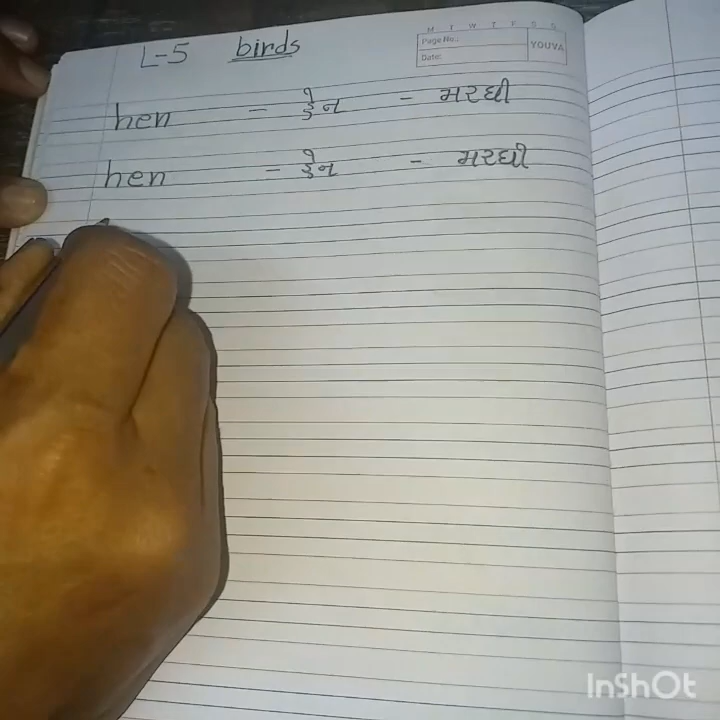 L-5 birds
M T W T F S S
Page No.:
YOUVA
Date:
hen - હેન - મરઘી
hen - હેન - મરઘી
InShOt